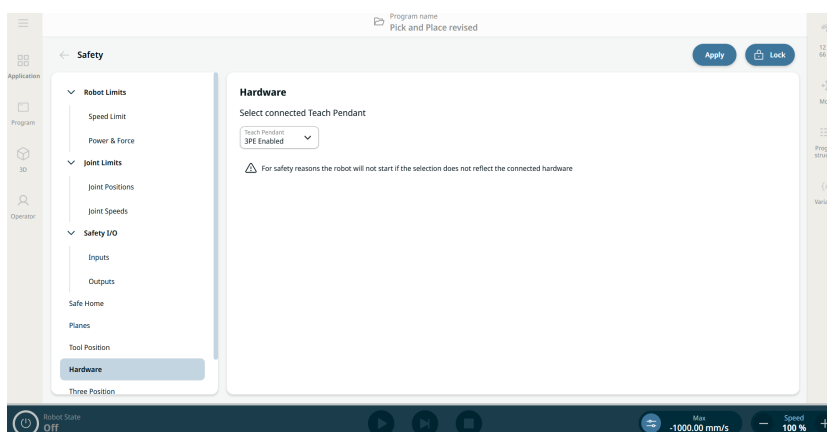 Program name
Pick and Place revised
Safety
Apply
Lock
Application
Program
3D
Operator
Robot Limits
Speed Limit
Power & Force
Joint Limits
Joint Positions
Joint Speeds
Safety I/O
Inputs
Outputs
Safe Home
Planes
Tool Position
Hardware
Three Position
Hardware
Select connected Teach Pendant
Teach Pendant
3PE Enabled
For safety reasons the robot will not start if the selection does not reflect the connected hardware
Robot State
Off
Max
-1000.00 mm/s
Speed
100 %